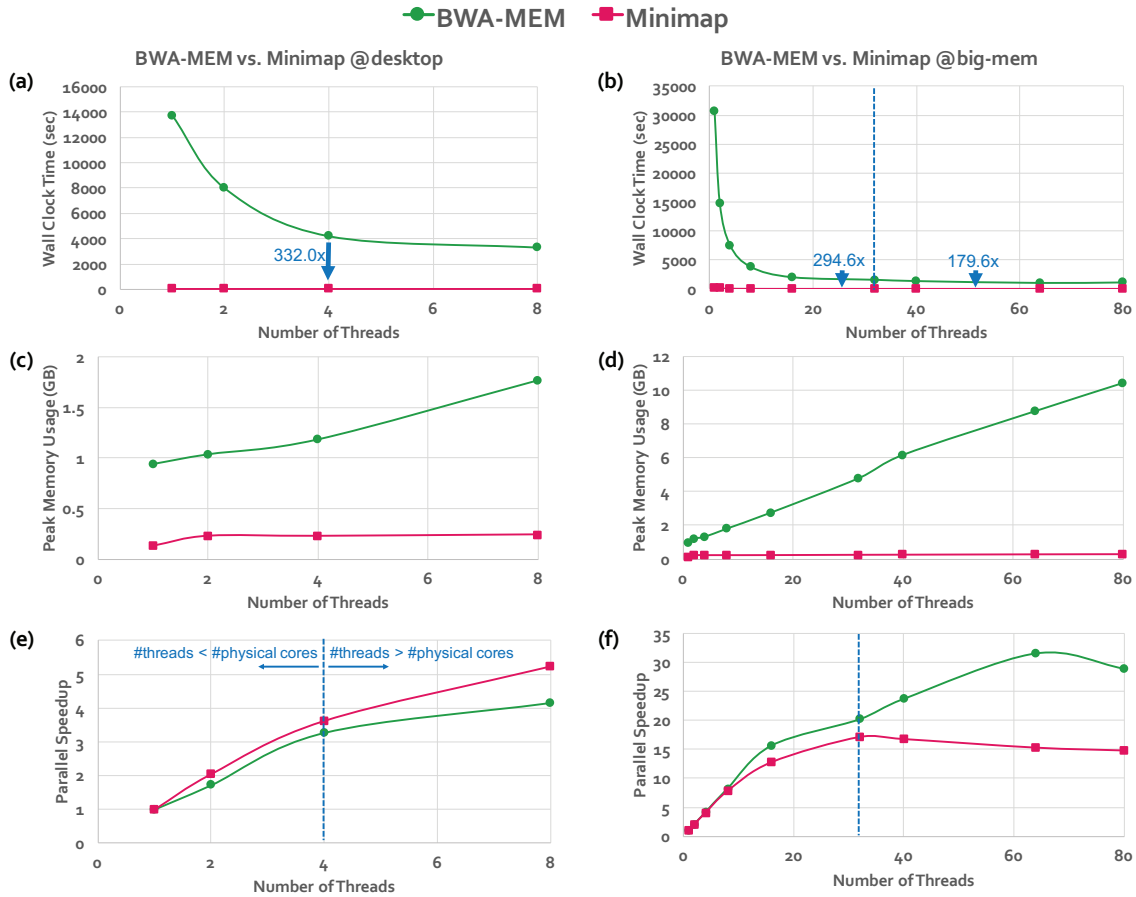 BWA-MEM Minimap
BWA-MEM vs. Minimap @desktop
(a)
Wall Clock Time (sec)
16000
14000
12000
10000
8000
6000
4000
2000
0
332.0x
0 2 4 6 8
Number of Threads
BWA-MEM vs. Minimap @big-mem
(b)
Wall Clock Time (sec)
35000
30000
25000
20000
15000
10000
5000
0
294.6x 179.6x
0 20 40 60 80
Number of Threads
(c)
Peak Memory Usage (GB)
2
1.5
1
0.5
0
0 2 4 6 8
Number of Threads
(d)
Peak Memory Usage (GB)
12
10
8
6
4
2
0
0 20 40 60 80
Number of Threads
(e)
Parallel Speedup
6
5
4
3
2
1
0
#threads < #physical cores #threads > #physical cores
0 2 4 6 8
Number of Threads
(f)
Parallel Speedup
35
30
25
20
15
10
5
0
0 20 40 60 80
Number of Threads